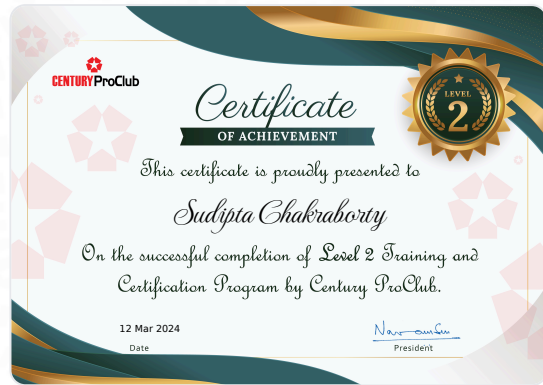 CENTURY ProClub
Certificate
OF ACHIEVEMENT
LEVEL
2
This certificate is proudly presented to
Sudipta Chakraborty
On the successful completion of Level 2 Training and
Certification Program by Century ProClub.
12 Mar 2024
Date
President